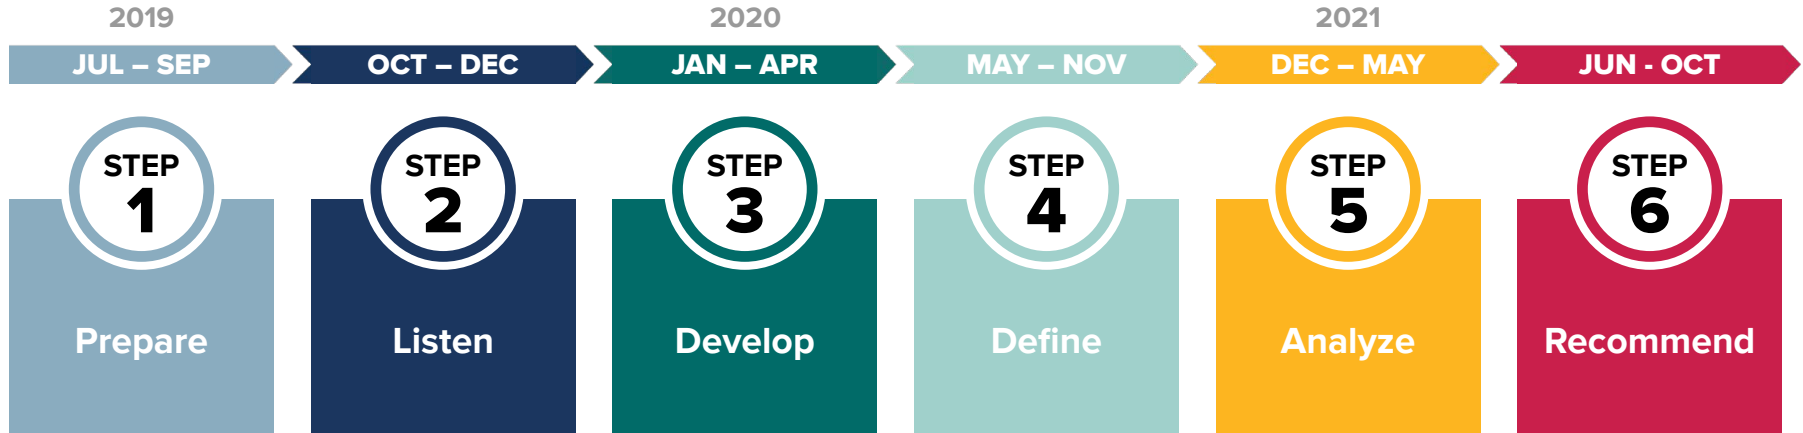 2019 2020 2021
JUL – SEP OCT – DEC JAN – APR MAY – NOV DEC – MAY JUN - OCT
STEP STEP STEP STEP STEP STEP
1 2 3 4 5 6
Prepare Listen Develop Define Analyze Recommend